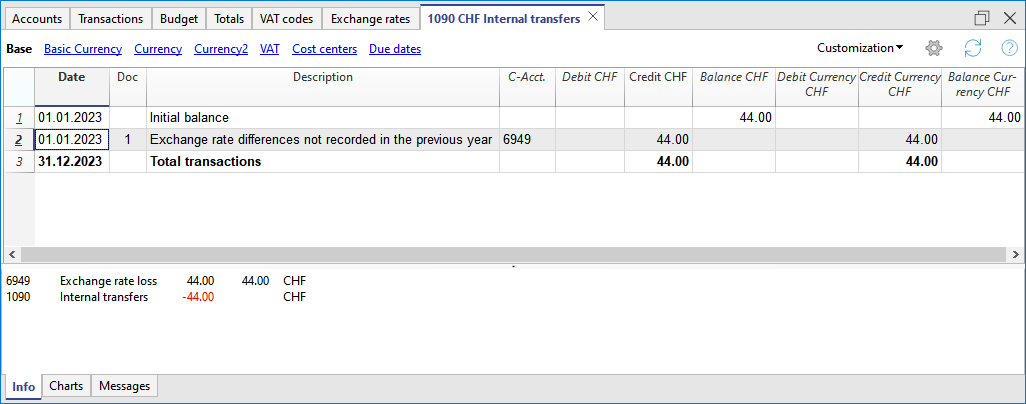 Accounts Transactions Budget Totals VAT codes Exchange rates 1090 CHF Internal transfers
Base Basic Currency Currency Currency2 VAT Cost centers Due dates Customization
Date Doc Description C-Acct. Debit CHF Credit CHF Balance CHF Debit Currency CHF Credit Currency CHF Balance Cur-rency CHF
1 01.01.2023 Initial balance 44.00 44.00
2 01.01.2023 1 Exchange rate differences not recorded in the previous year 6949 44.00 44.00
3 31.12.2023 Total transactions 44.00 44.00
6949 Exchange rate loss 44.00 44.00 CHF
1090 Internal transfers -44.00 CHF
Info Charts Messages